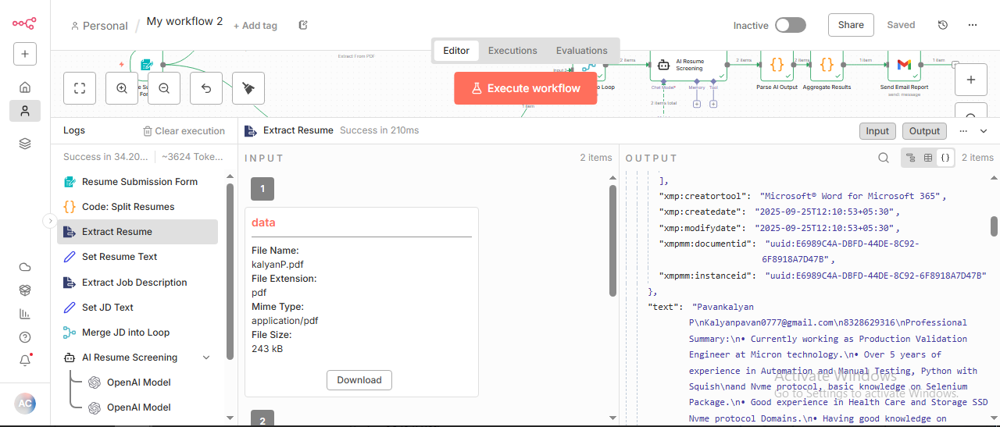 Personal / My workflow 2 + Add tag
Inactive Share Saved
Editor Executions Evaluations
Extract From PDF
Execute workflow
2 items
AI Resume
Screening
2 items
2 items
1 item
1 item
Chat Model*
Memory
Tool
Parse AI Output
Aggregate Results
Send Email Report
send: message
2 items total
1 item
Logs
Clear execution
Extract Resume Success in 210ms
Input Output
Success in 34.20... ~3624 Toke...
INPUT 2 items
OUTPUT 2 items
Resume Submission Form
Code: Split Resumes
Extract Resume
Set Resume Text
Extract Job Description
Set JD Text
Merge JD into Loop
AI Resume Screening
OpenAI Model
OpenAI Model
AC
1
data
File Name:
kalyanP.pdf
File Extension:
pdf
Mime Type:
application/pdf
File Size:
243 kB
Download
2
],
"xmp:creatortool": "Microsoft® Word for Microsoft 365",
"xmp:createdate": "2025-09-25T12:10:53+05:30",
"xmp:modifydate": "2025-09-25T12:10:53+05:30",
"xmpmm:documentid": "uuid:E6989C4A-DBFD-44DE-8C92-
6F8918A7D47B",
"xmpmm:instanceid": "uuid:E6989C4A-DBFD-44DE-8C92-6F8918A7D47B"
},
"text": "Pavankalyan
P\nKalyanpavan0777@gmail.com\n8328629316\nProfessional
Summary:\n• Currently working as Production Validation
Engineer at Micron technology.\n• Over 5 years of
experience in Automation and Manual Testing, Python with
Squish\nand Nvme protocol, basic knowledge on Selenium
Package.\n• Good experience in Health Care and Storage SSD
Nvme protocol Domains.\n• Having good knowledge on
Activate Windows
Go to Settings to activate Windows.